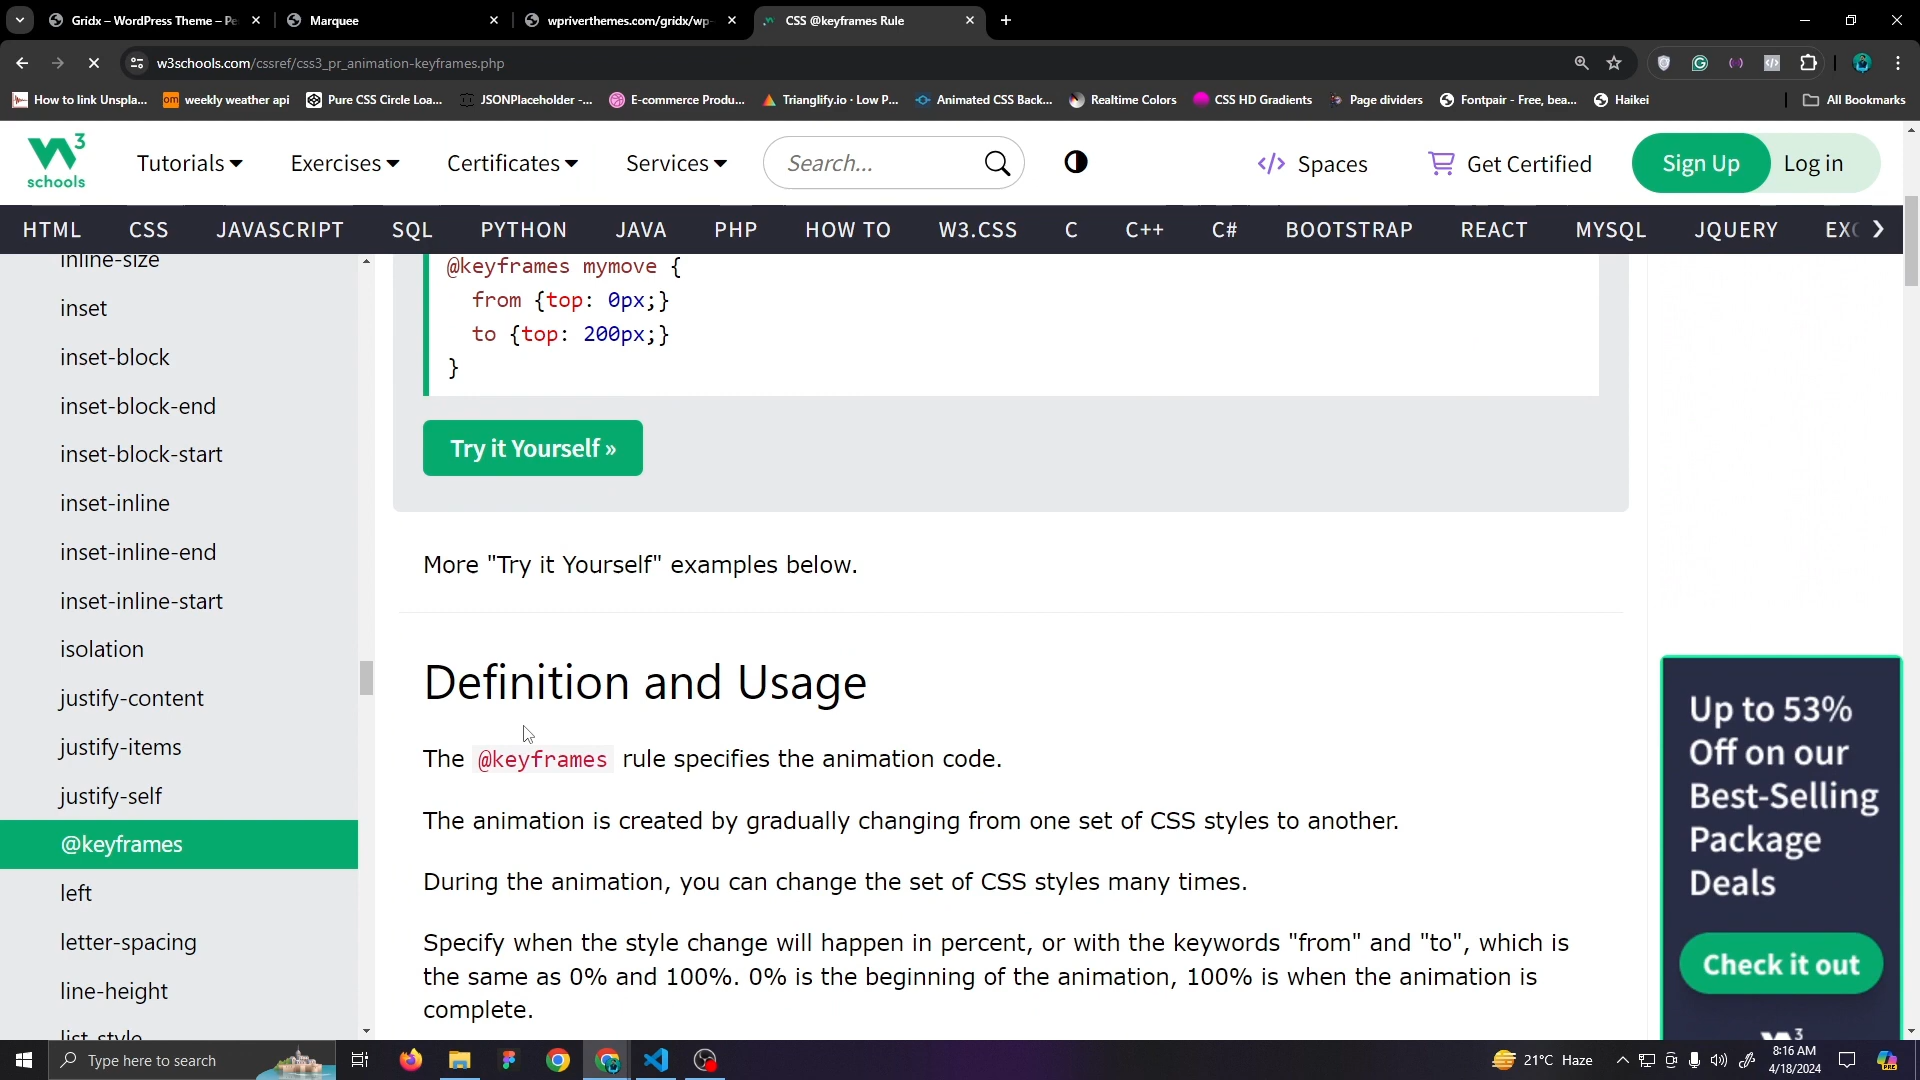 Gridx – WordPress Theme – Pe
Marquee
wpriverthemes.com/gridx/wp-
CSS @keyframes Rule
w3schools.com/cssref/css3_pr_animation-keyframes.php
How to link Unspla...
weekly weather api
Pure CSS Circle Loa...
JSONPlaceholder -...
E-commerce Produ...
Trianglify.io · Low P...
Animated CSS Back...
Realtime Colors
CSS HD Gradients
Page dividers
Fontpair - Free, bea...
Haikei
All Bookmarks
W3
schools
Tutorials
Exercises
Certificates
Services
Search...
</> Spaces
Get Certified
Sign Up
Log in
HTML CSS JAVASCRIPT SQL PYTHON JAVA PHP HOW TO W3.CSS C C++ C# BOOTSTRAP REACT MYSQL JQUERY EXC ❯
inline-size
inset
inset-block
inset-block-end
inset-block-start
inset-inline
inset-inline-end
inset-inline-start
isolation
justify-content
justify-items
justify-self
@keyframes
left
letter-spacing
line-height
list-style
@keyframes mymove {
from {top: 0px;}
to {top: 200px;}
}
Try it Yourself »
More "Try it Yourself" examples below.
Definition and Usage
The @keyframes rule specifies the animation code.
The animation is created by gradually changing from one set of CSS styles to another.
During the animation, you can change the set of CSS styles many times.
Specify when the style change will happen in percent, or with the keywords "from" and "to", which is
the same as 0% and 100%. 0% is the beginning of the animation, 100% is when the animation is
complete.
Up to 53%
Off on our
Best-Selling
Package
Deals
Check it out
Type here to search
21°C Haze
8:16 AM
4/18/2024